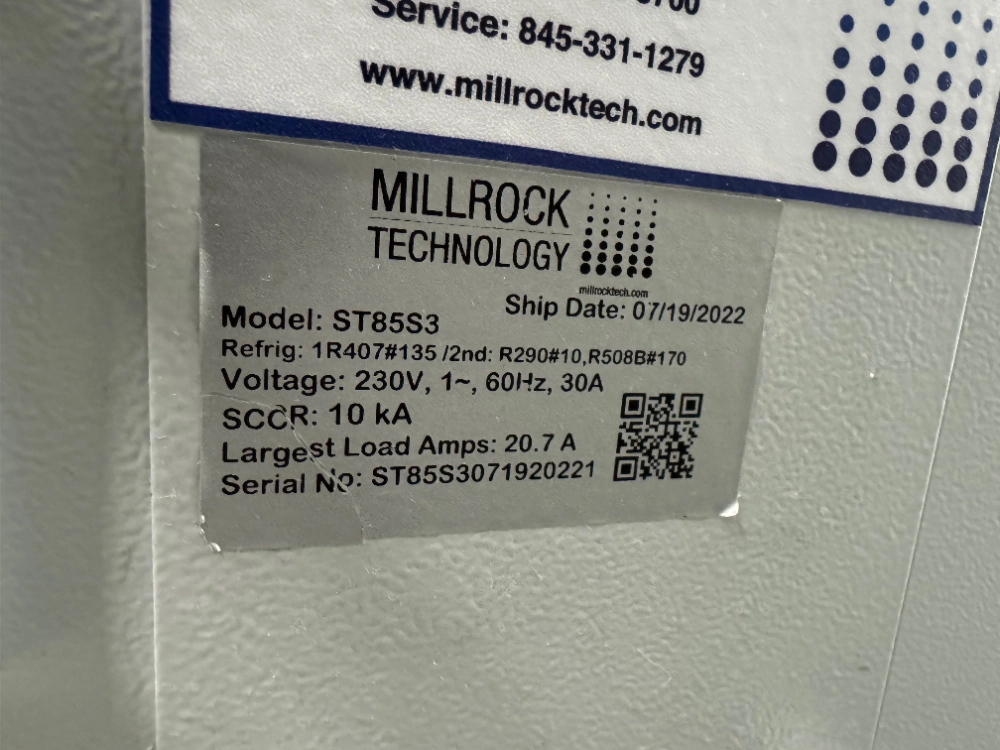 Service: 845-331-1279
www.millrocktech.com
MILLROCK
TECHNOLOGY
millrocktech.com
Ship Date: 07/19/2022
Model: ST85S3
Refrig: 1R407#135 /2nd: R290#10,R508B#170
Voltage: 230V, 1~, 60Hz, 30A
SCCR: 10 kA
Largest Load Amps: 20.7 A
Serial No: ST85S3071920221